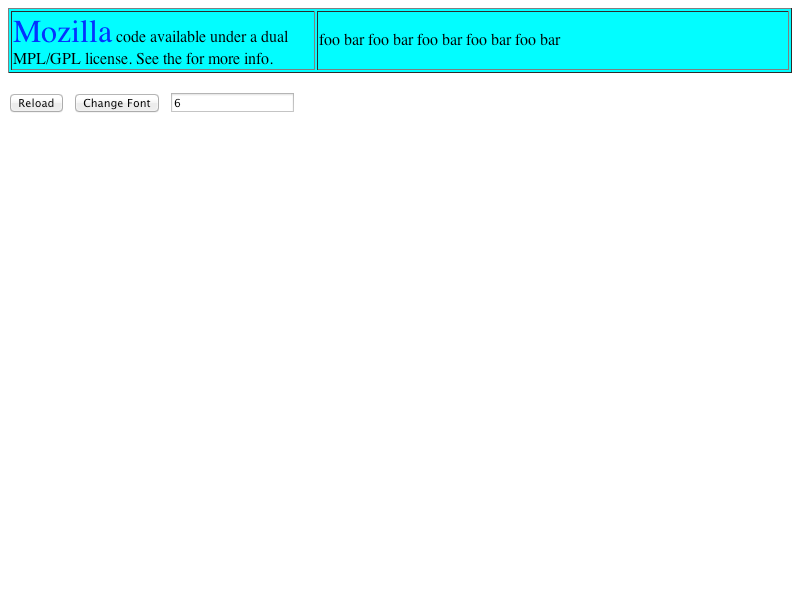 Mozilla code available under a dual
MPL/GPL license. See the for more info.
foo bar foo bar foo bar foo bar foo bar
Reload Change Font 6